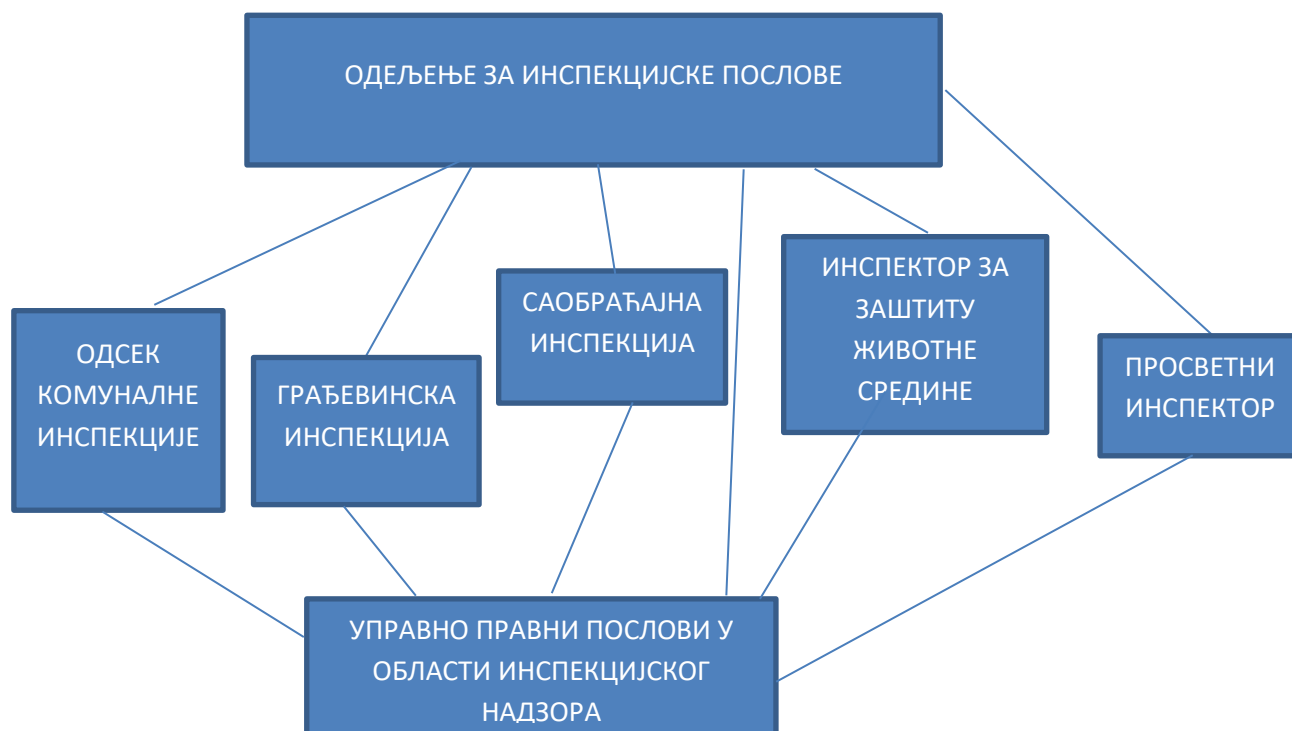 ОДЕЉЕЊЕ ЗА ИНСПЕКЦИЈСКЕ ПОСЛОВЕ
ОДСЕК
КОМУНАЛНЕ
ИНСПЕКЦИЈЕ
ГРАЂЕВИНСКА
ИНСПЕКЦИЈА
САОБРАЋАЈНА
ИНСПЕКЦИЈА
ИНСПЕКТОР ЗА
ЗАШТИТУ
ЖИВОТНЕ
СРЕДИНЕ
ПРОСВЕТНИ
ИНСПЕКТОР
УПРАВНО ПРАВНИ ПОСЛОВИ У
ОБЛАСТИ ИНСПЕКЦИЈСКОГ
НАДЗОРА